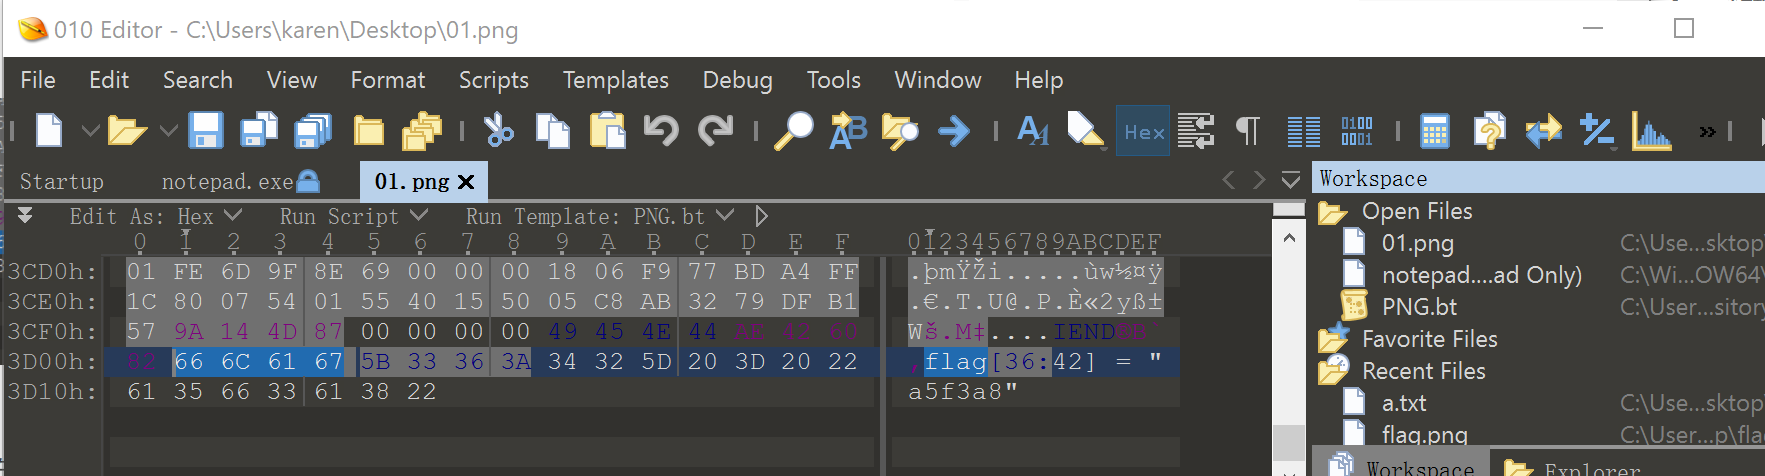 010 Editor - C:\Users\karen\Desktop\01.png
File Edit Search View Format Scripts Templates Debug Tools Window Help
Hex
Startup notepad.exe 01.png
Workspace
Edit As: Hex Run Script Run Template: PNG.bt
Open Files
0 1 2 3 4 5 6 7 8 9 A B C D E F 0123456789ABCDEF
01.png C:\Use...sktop\
3CD0h: 01 FE 6D 9F 8E 69 00 00 00 18 06 F9 77 BD A4 FF .þmŸŽi.....ùw½¤ÿ
notepad....ad Only) C:\Wi...OW64\
3CE0h: 1C 80 07 54 01 55 40 15 50 05 C8 AB 32 79 DF B1 .€.T.U@.P.È«2yß±
PNG.bt C:\User...sitory
3CF0h: 57 9A 14 4D 87 00 00 00 00 49 45 4E 44 AE 42 60 Wš.M‡....IEND®B`
Favorite Files
3D00h: 82 66 6C 61 67 5B 33 36 3A 34 32 5D 20 3D 20 22 ‚flag[36:42] = "
Recent Files
3D10h: 61 35 66 33 61 38 22 a5f3a8"
a.txt C:\Use...sktop\
flag.png C:\User...p\flag
Workspace Explorer